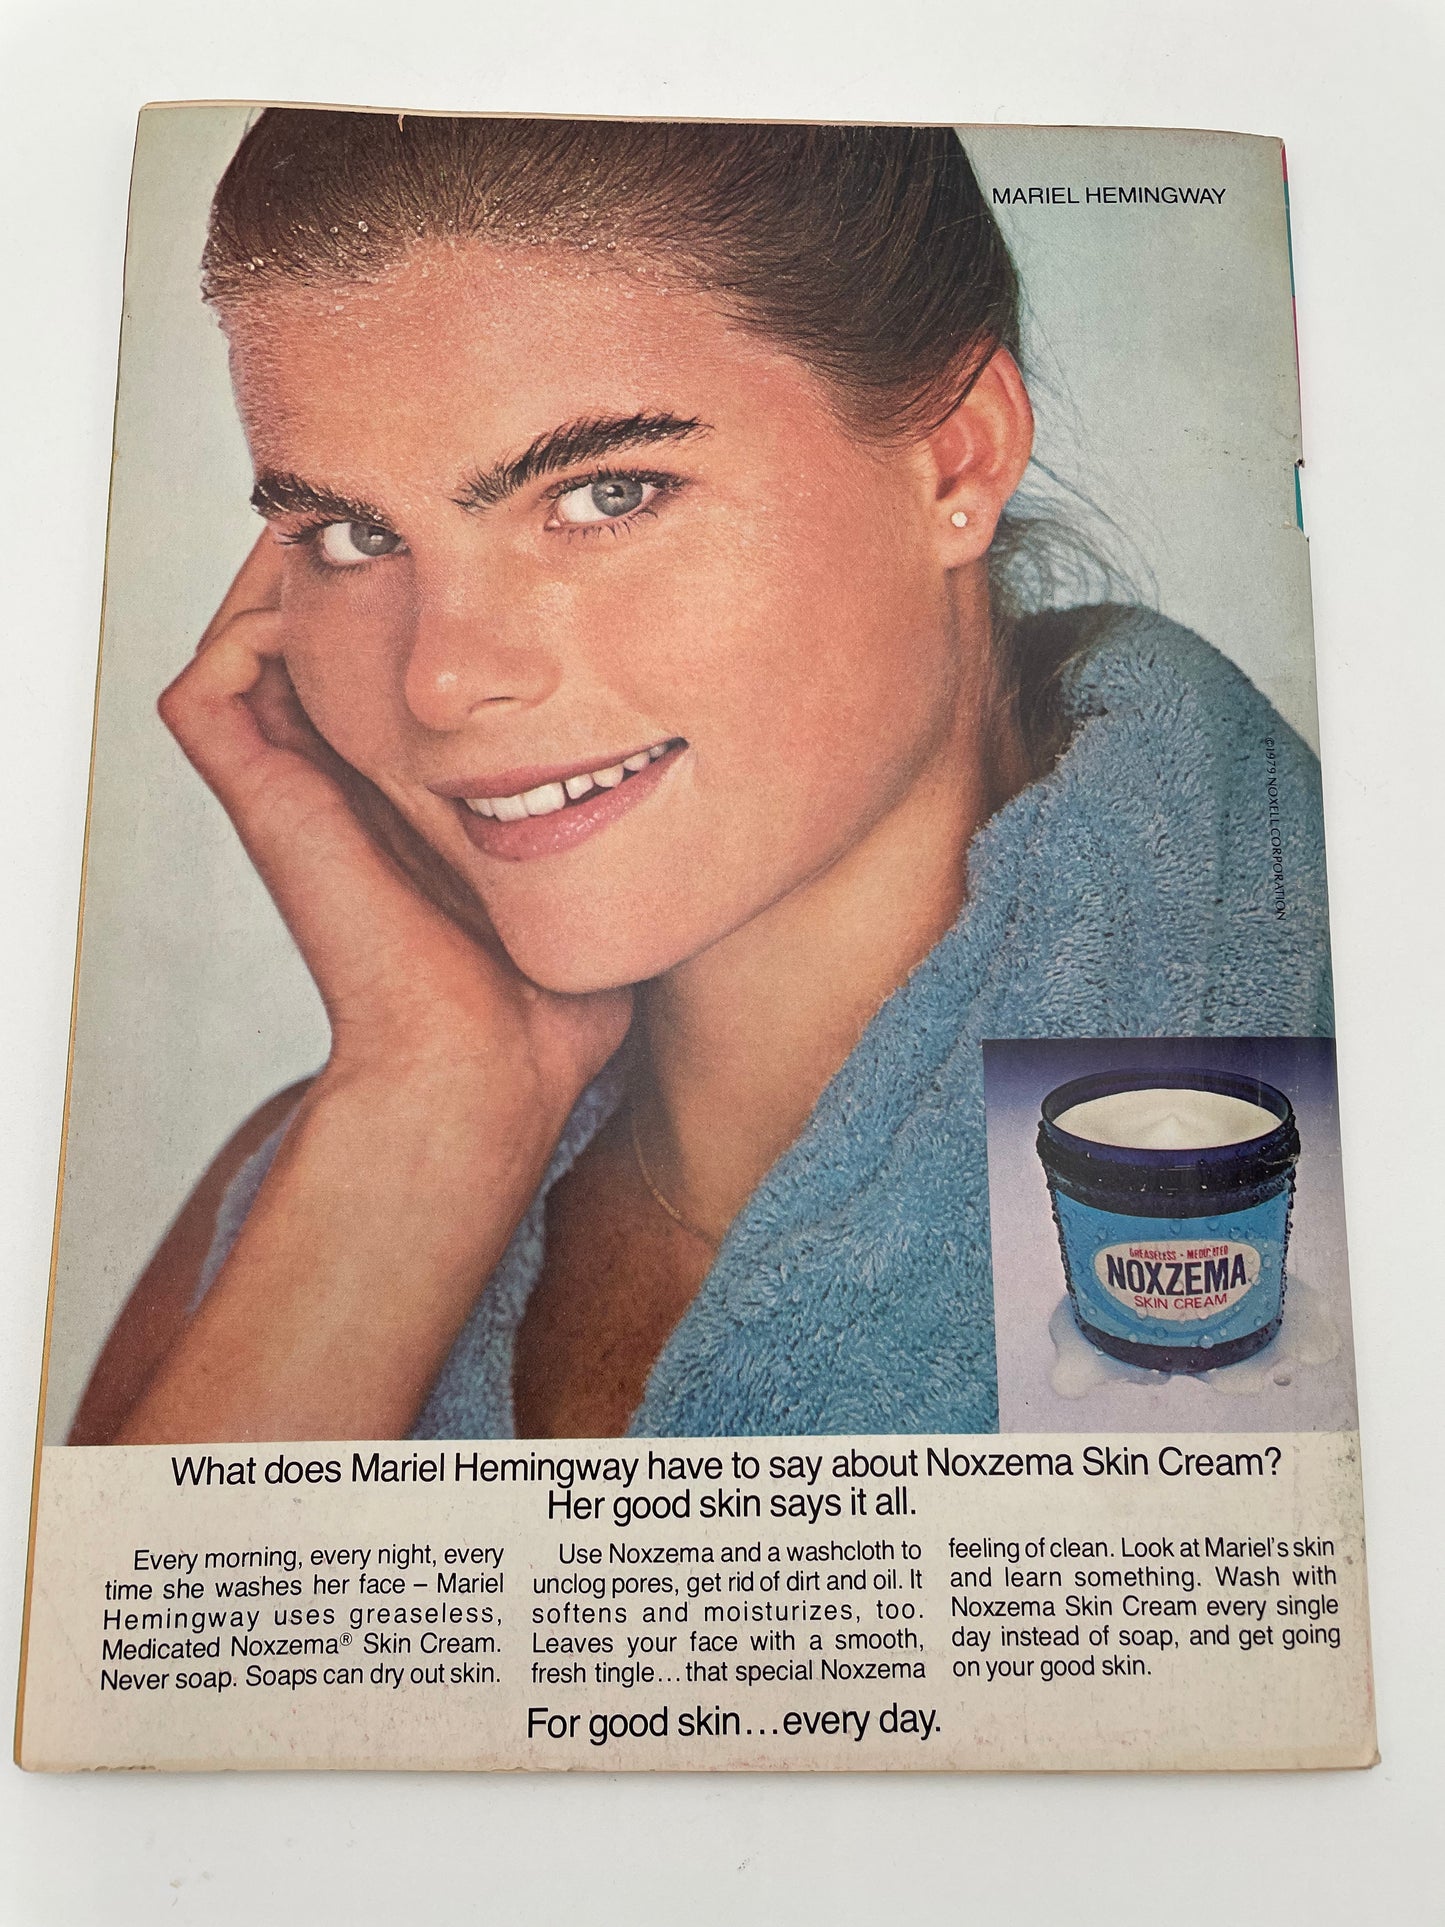 MARIEL HEMINGWAY
©1979 NOXELL CORPORATION
GREASELESS - MEDICATED
NOXZEMA
SKIN CREAM
What does Mariel Hemingway have to say about Noxzema Skin Cream?
Her good skin says it all.
Every morning, every night, every
time she washes her face – Mariel
Hemingway uses greaseless,
Medicated Noxzema® Skin Cream.
Never soap. Soaps can dry out skin.
Use Noxzema and a washcloth to
unclog pores, get rid of dirt and oil. It
softens and moisturizes, too.
Leaves your face with a smooth,
fresh tingle...that special Noxzema
feeling of clean. Look at Mariel's skin
and learn something. Wash with
Noxzema Skin Cream every single
day instead of soap, and get going
on your good skin.
For good skin...every day.